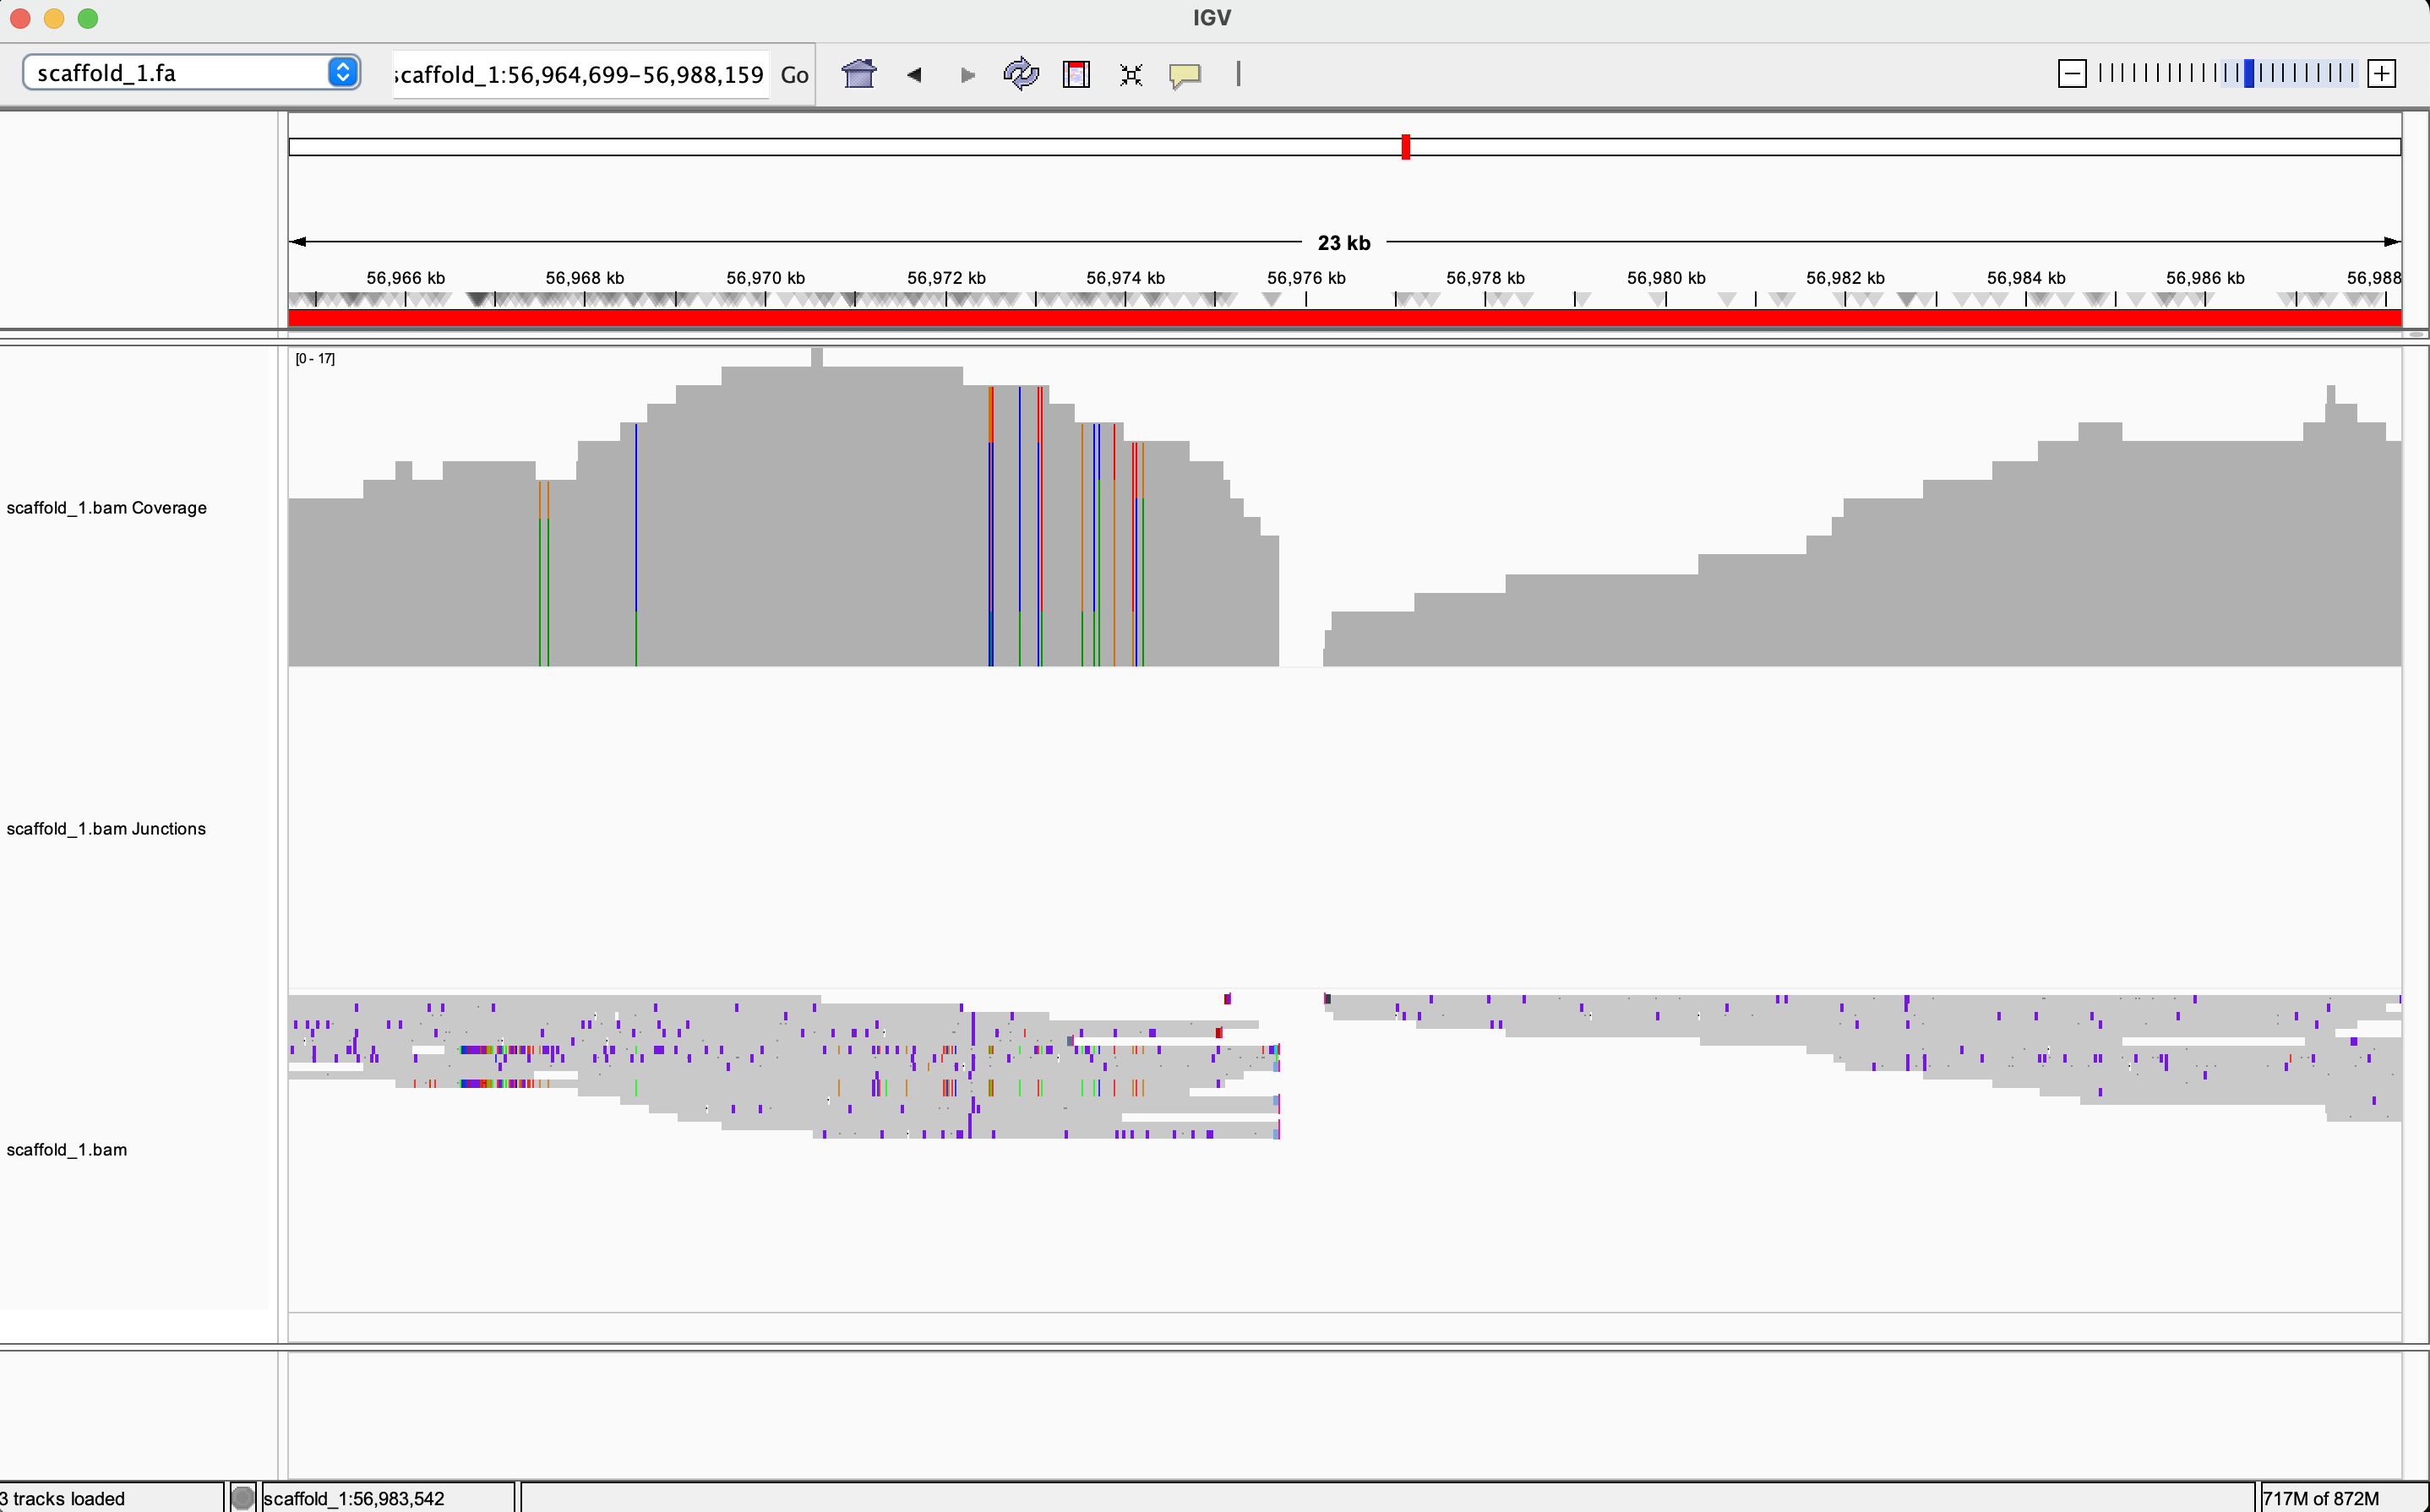 IGV
scaffold_1.fa
scaffold_1:56,964,699-56,988,159
Go
23 kb
56,966 kb
56,968 kb
56,970 kb
56,972 kb
56,974 kb
56,976 kb
56,978 kb
56,980 kb
56,982 kb
56,984 kb
56,986 kb
56,988
[0 - 17]
scaffold_1.bam Coverage
scaffold_1.bam Junctions
scaffold_1.bam
3 tracks loaded
scaffold_1:56,983,542
717M of 872M